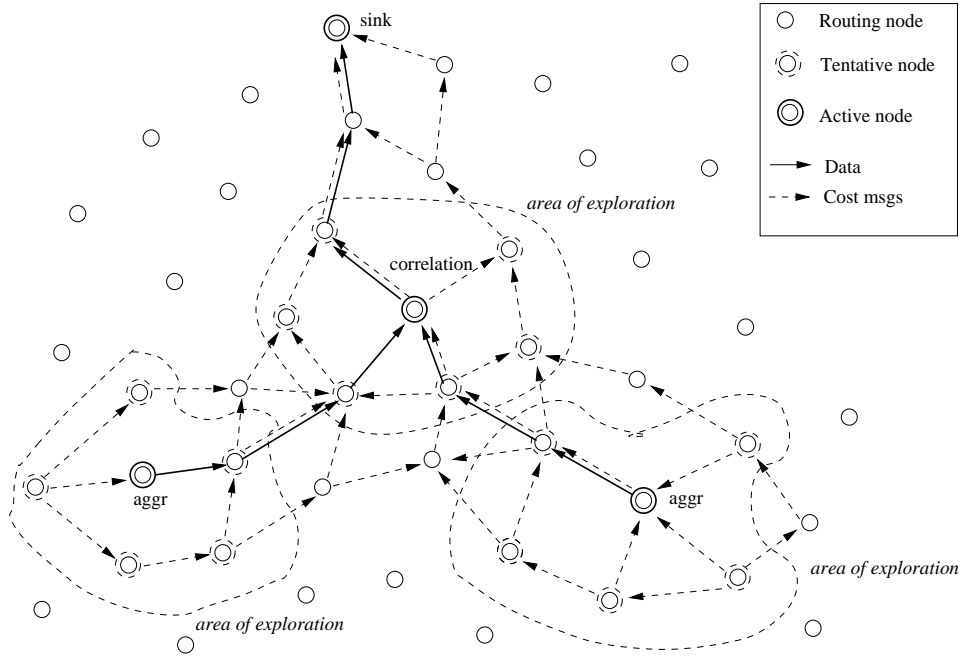 sink
Routing node
Tentative node
Active node
Data
Cost msgs
area of exploration
correlation
aggr
aggr
area of exploration
area of exploration